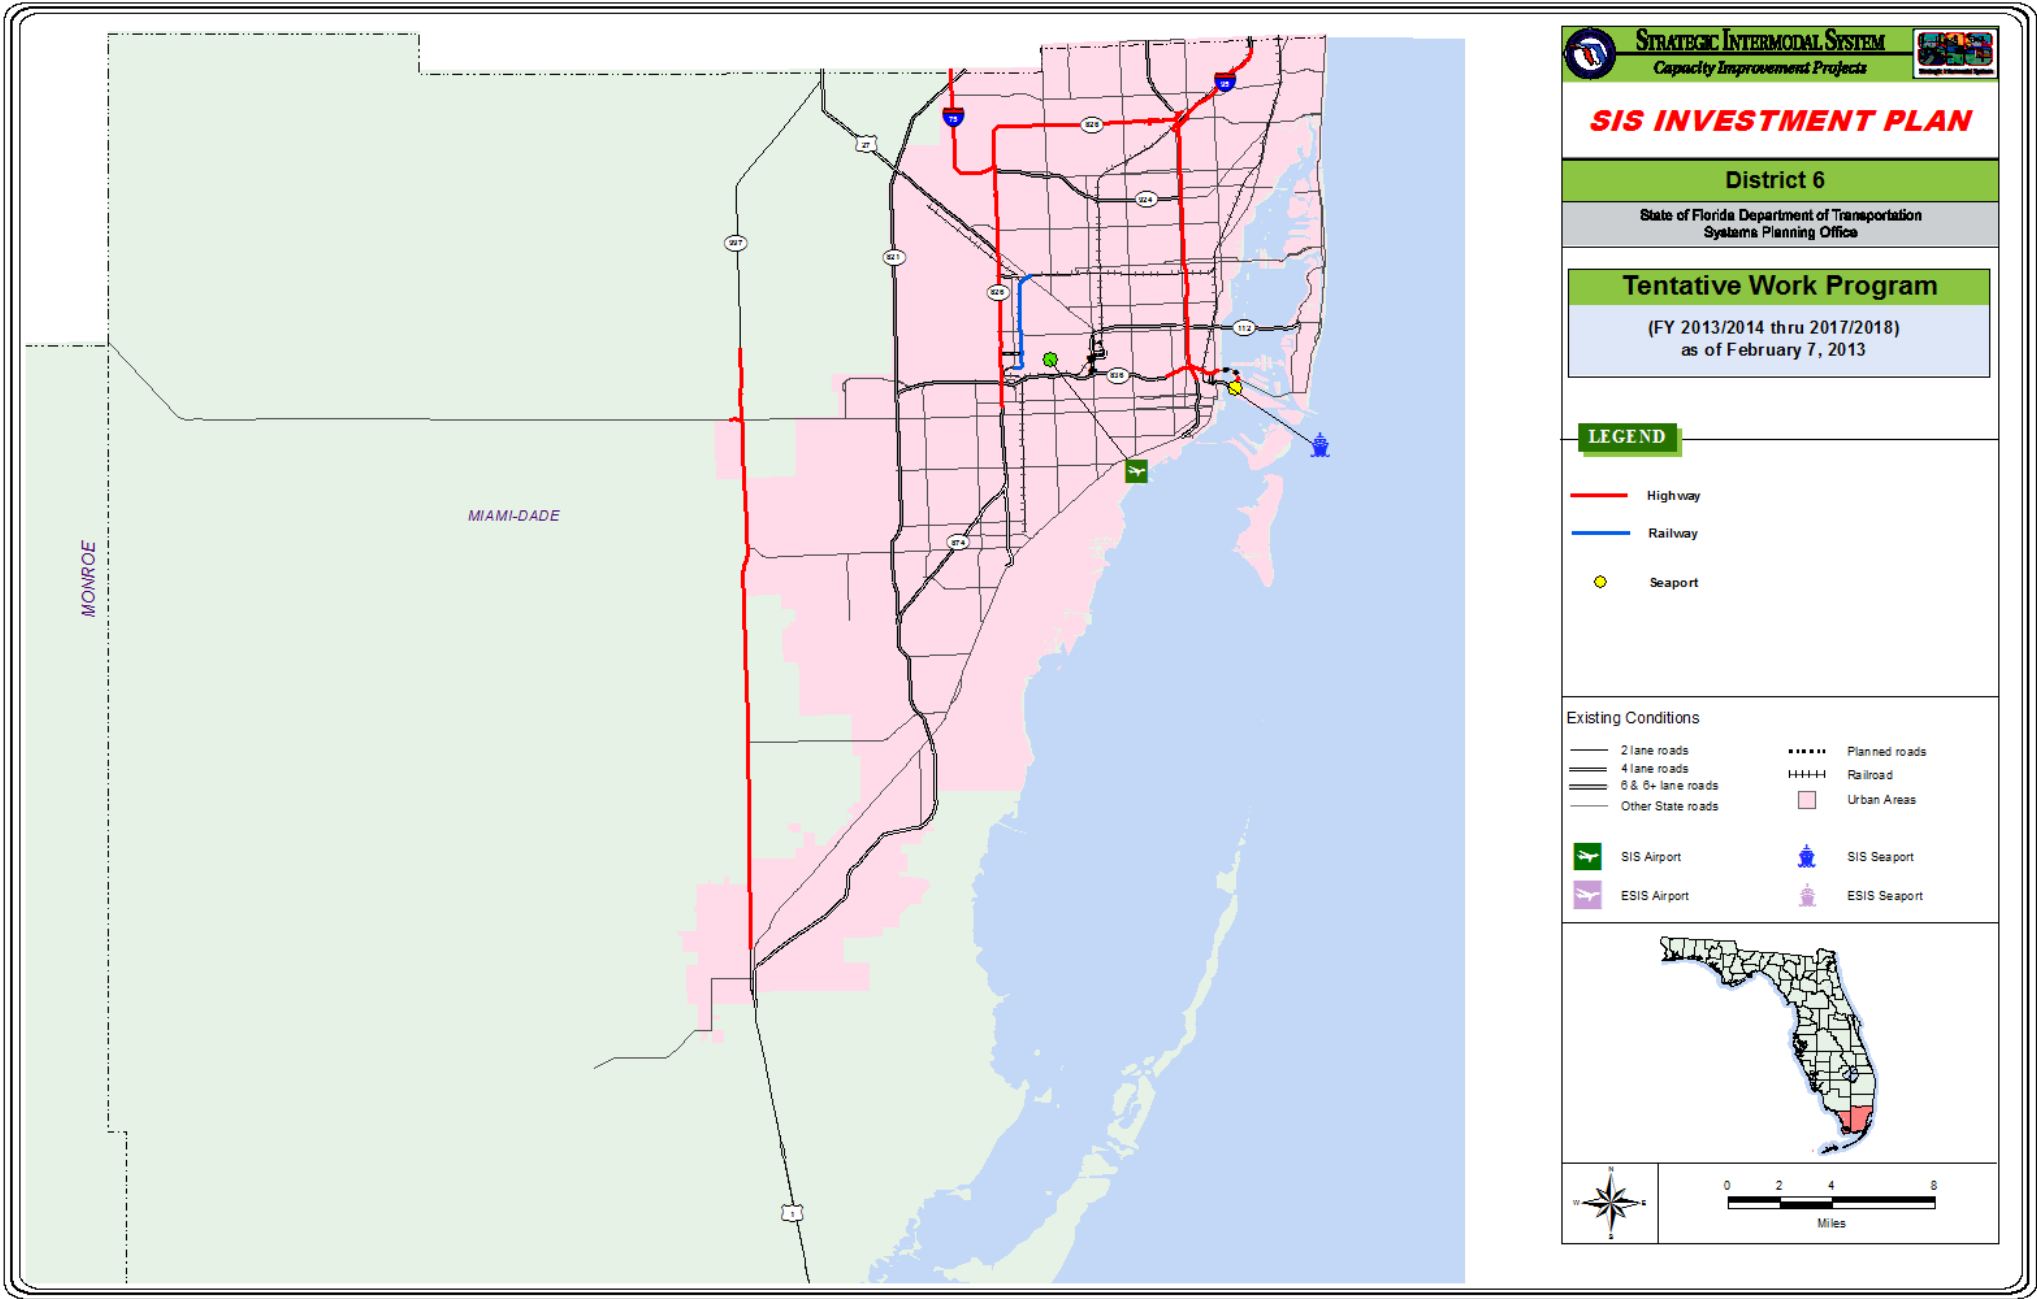 STRATEGIC INTERMODAL SYSTEM
Capacity Improvement Projects
SIS INVESTMENT PLAN
District 6
State of Florida Department of Transportation
Systems Planning Office
Tentative Work Program
(FY 2013/2014 thru 2017/2018)
as of February 7, 2013
LEGEND
Highway
Railway
Seaport
Existing Conditions
2 lane roads
4 lane roads
6 & 6+ lane roads
Other State roads
Planned roads
Railroad
Urban Areas
SIS Airport
SIS Seaport
ESIS Airport
ESIS Seaport
N
W
E
S
0 2 4 8
Miles
MIAMI-DADE
MONROE
95
75
826
27
924
997
821
826
112
836
874
1